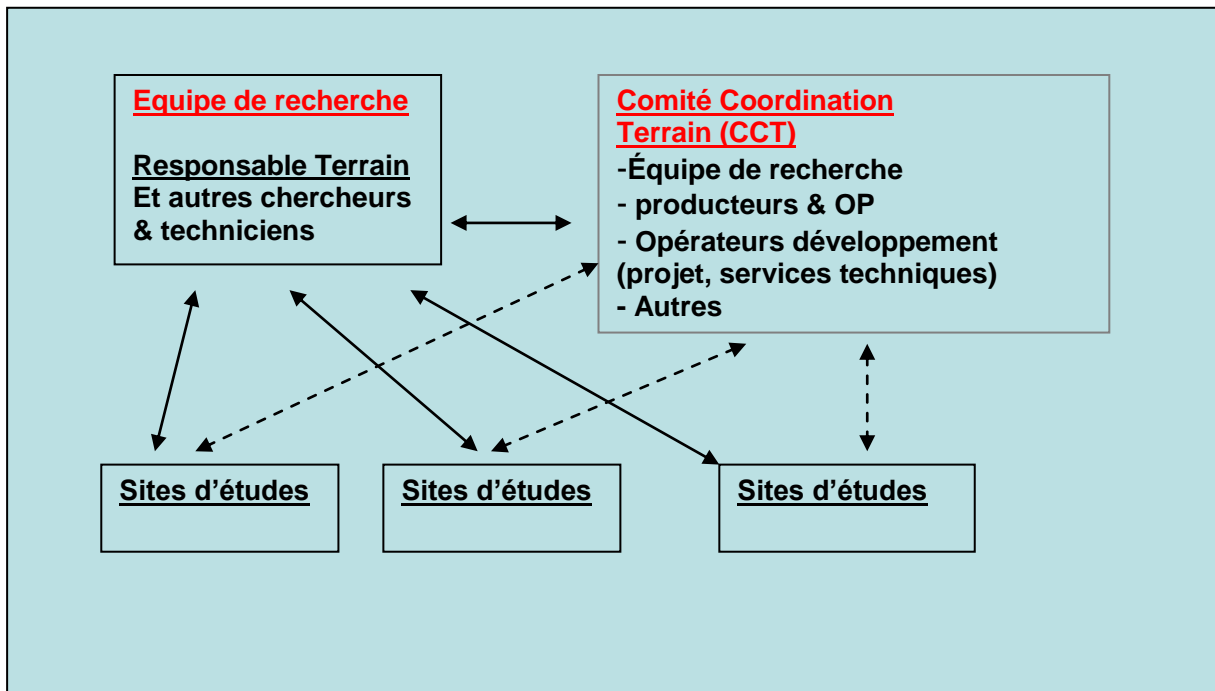 Equipe de recherche
Responsable Terrain
Et autres chercheurs
& techniciens
Comité Coordination
Terrain (CCT)
-Équipe de recherche
- producteurs & OP
- Opérateurs développement
(projet, services techniques)
- Autres
Sites d’études
Sites d’études
Sites d’études